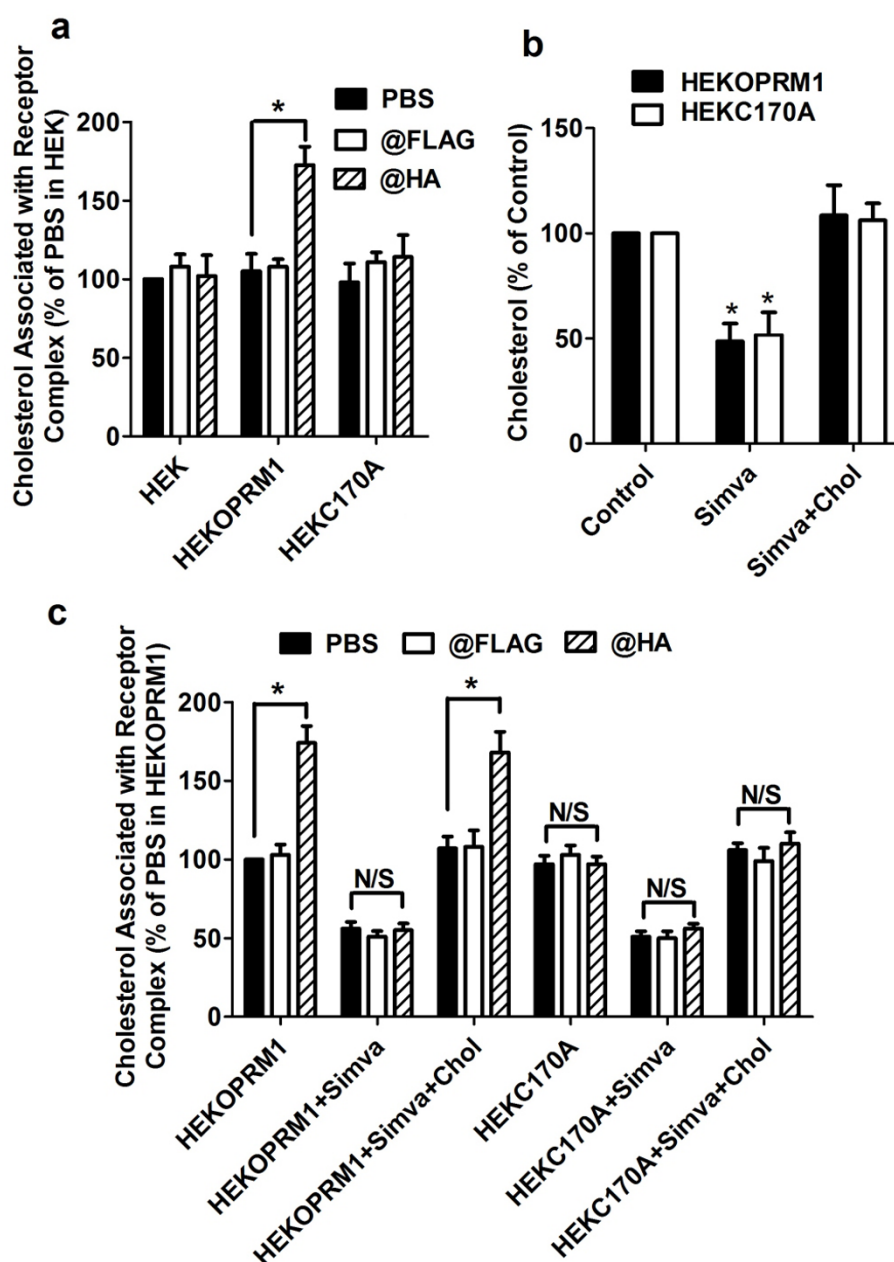 a
Cholesterol Associated with Receptor
Complex (% of PBS in HEK)
200
150
100
50
0
*
PBS
@FLAG
@HA
HEK
HEKOPRM1
HEKC170A
b
HEKOPRM1
HEKC170A
Cholesterol (% of Control)
150
100
50
0
* *
Control
Simva
Simva+Chol
c
PBS @FLAG @HA
Cholesterol Associated with Receptor
Complex (% of PBS in HEKOPRM1)
200
150
100
50
0
*
N/S
*
N/S
N/S
N/S
HEKOPRM1
HEKOPRM1+Simva
HEKOPRM1+Simva+Chol
HEKC170A
HEKC170A+Simva
HEKC170A+Simva+Chol